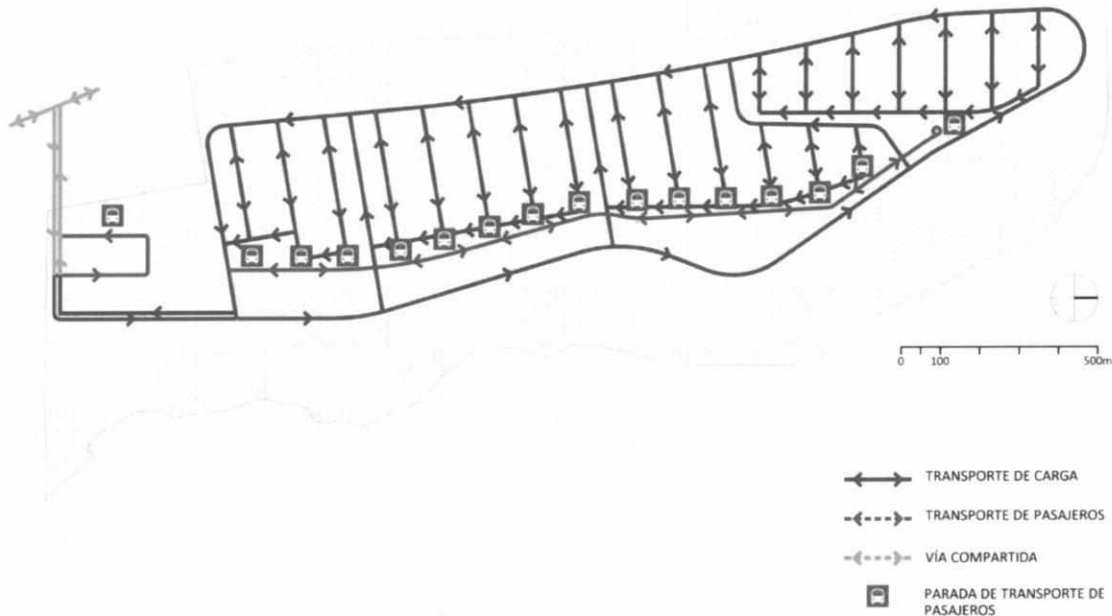 0 100 500m
TRANSPORTE DE CARGA
TRANSPORTE DE PASAJEROS
VÍA COMPARTIDA
PARADA DE TRANSPORTE DE
PASAJEROS